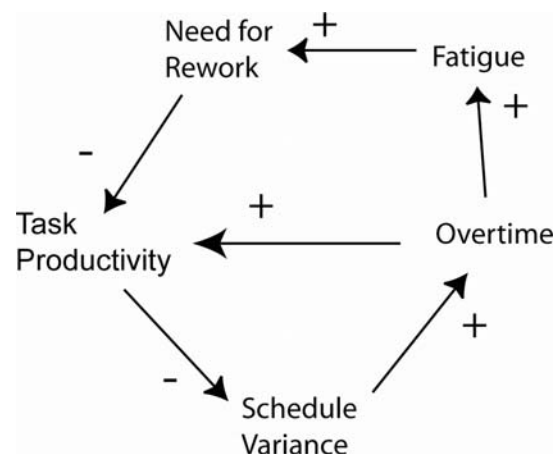 Need for
Rework
+
Fatigue
+
-
Task
Productivity
+
Overtime
-
+
Schedule
Variance